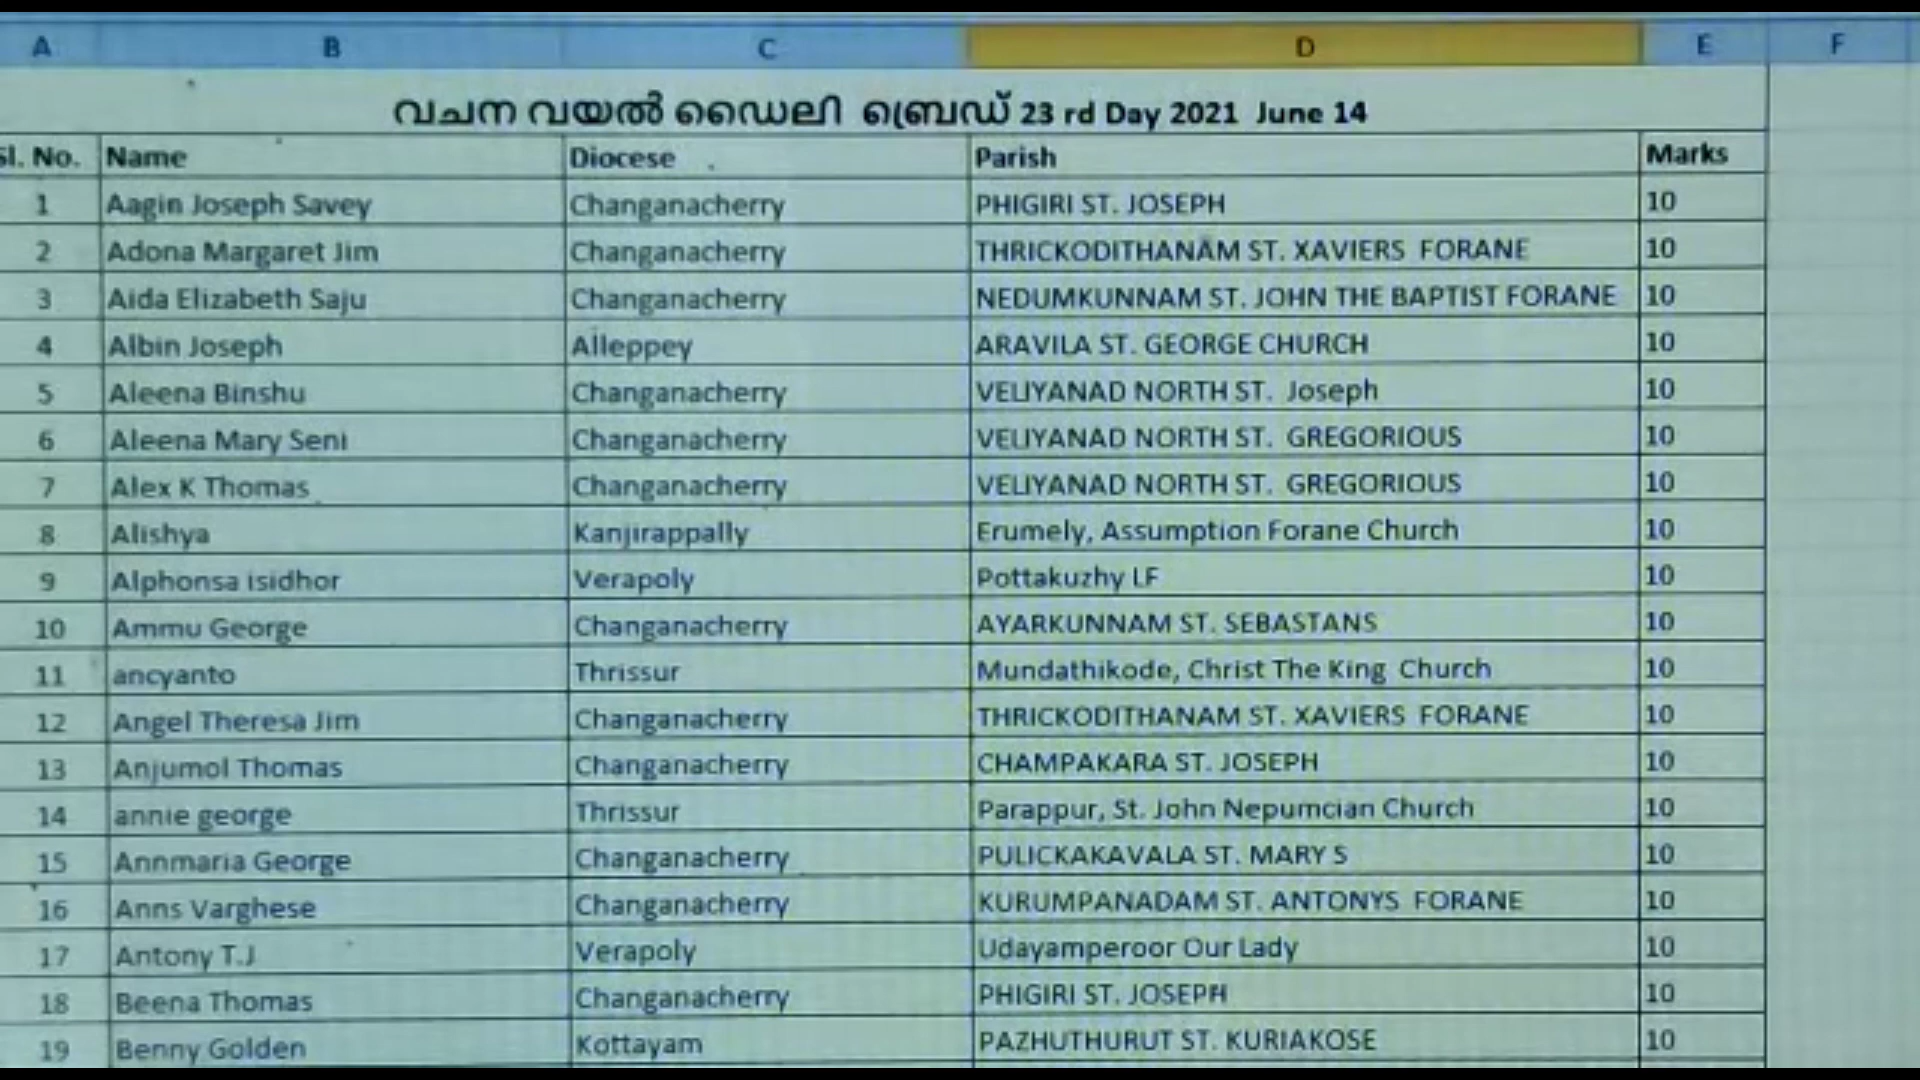 A B C D E F
വചന വയൽ ഡൈലി ബ്രെഡ് 23 rd Day 2021 June 14
Sl. No. Name Diocese Parish Marks
1 Aagin Joseph Savey Changanacherry PHIGIRI ST. JOSEPH 10
2 Adona Margaret Jim Changanacherry THRICKODITHANAM ST. XAVIERS FORANE 10
3 Aida Elizabeth Saju Changanacherry NEDUMKUNNAM ST. JOHN THE BAPTIST FORANE 10
4 Albin Joseph Alleppey ARAVILA ST. GEORGE CHURCH 10
5 Aleena Binshu Changanacherry VELIYANAD NORTH ST. Joseph 10
6 Aleena Mary Seni Changanacherry VELIYANAD NORTH ST. GREGORIOUS 10
7 Alex K Thomas Changanacherry VELIYANAD NORTH ST. GREGORIOUS 10
8 Alishya Kanjirappally Erumely, Assumption Forane Church 10
9 Alphonsa isidhor Verapoly Pottakuzhy LF 10
10 Ammu George Changanacherry AYARKUNNAM ST. SEBASTANS 10
11 ancyanto Thrissur Mundathikode, Christ The King Church 10
12 Angel Theresa Jim Changanacherry THRICKODITHANAM ST. XAVIERS FORANE 10
13 Anjumol Thomas Changanacherry CHAMPAKARA ST. JOSEPH 10
14 annie george Thrissur Parappur, St. John Nepumcian Church 10
15 Annmaria George Changanacherry PULICKAKAVALA ST. MARY S 10
16 Anns Varghese Changanacherry KURUMPANADAM ST. ANTONYS FORANE 10
17 Antony T.J Verapoly Udayamperoor Our Lady 10
18 Beena Thomas Changanacherry PHIGIRI ST. JOSEPH 10
19 Benny Golden Kottayam PAZHUTHURUT ST. KURIAKOSE 10